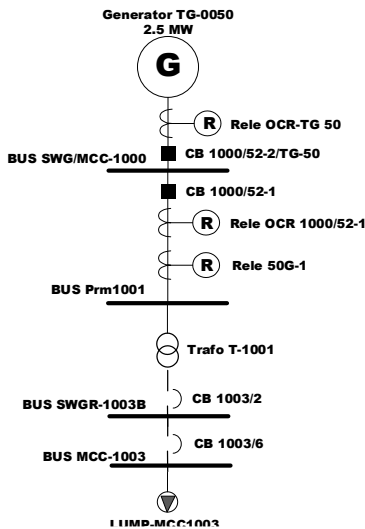 Generator TG-0050
2.5 MW
G
R Rele OCR-TG 50
CB 1000/52-2/TG-50
BUS SWG/MCC-1000
CB 1000/52-1
R Rele OCR 1000/52-1
R Rele 50G-1
BUS Prm1001
Trafo T-1001
CB 1003/2
BUS SWGR-1003B
CB 1003/6
BUS MCC-1003
LUMP-MCC1003